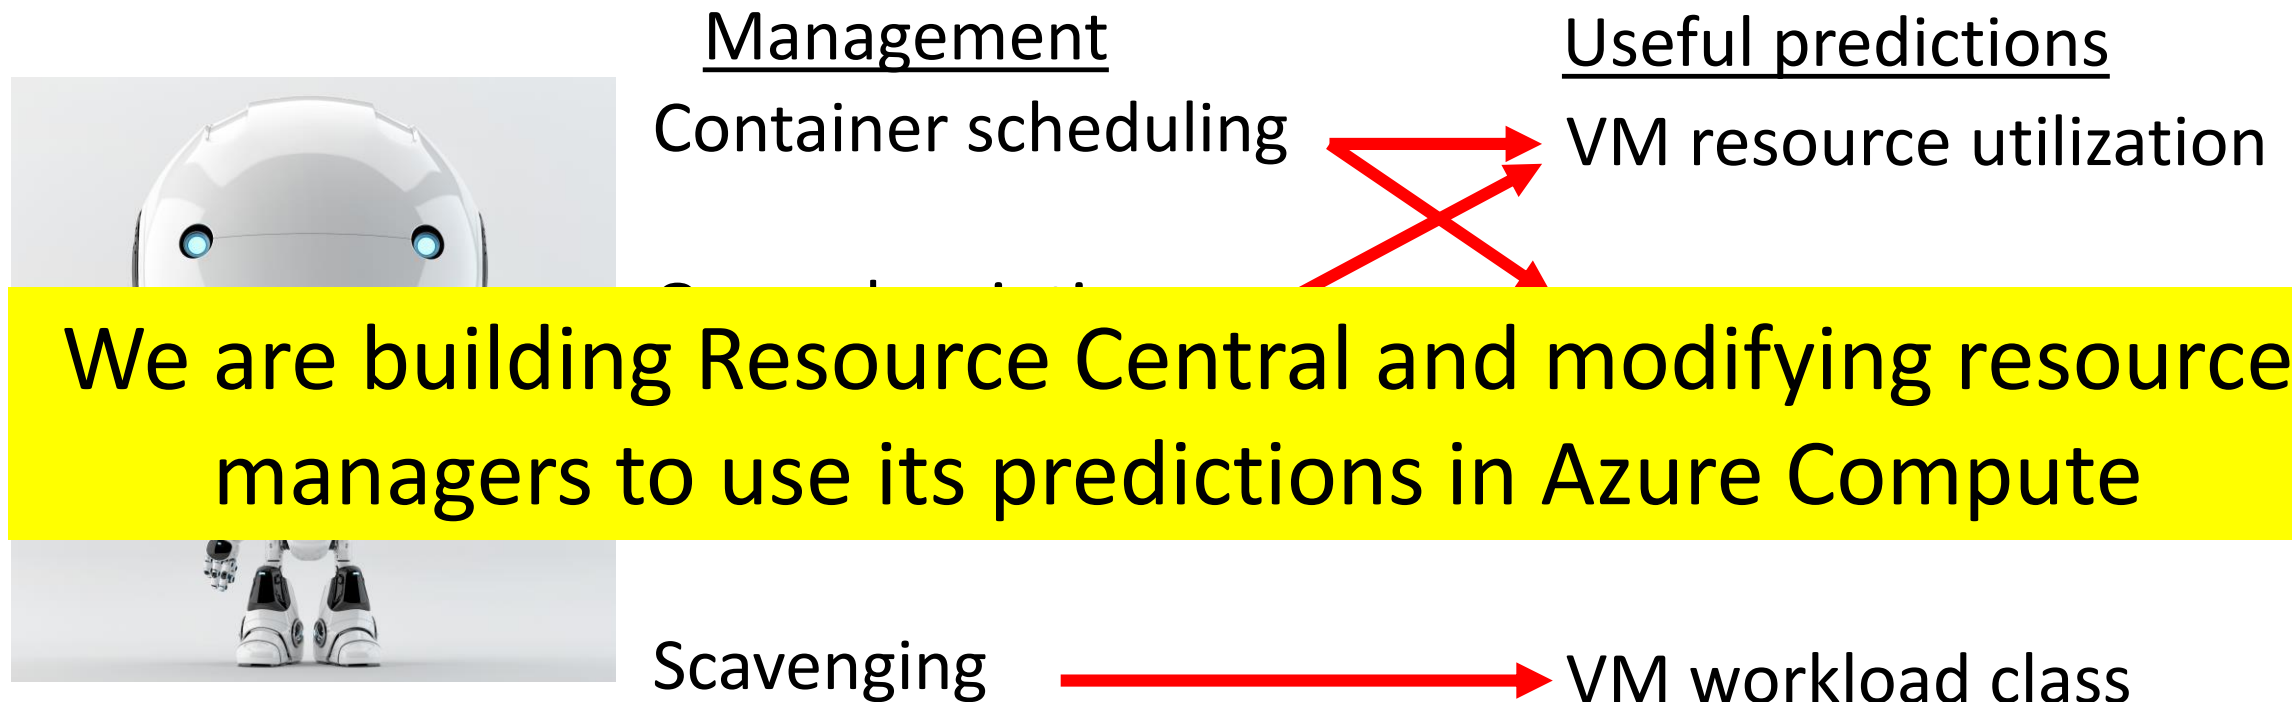 Management
Useful predictions
Container scheduling
VM resource utilization
We are building Resource Central and modifying resource
managers to use its predictions in Azure Compute
Scavenging
VM workload class